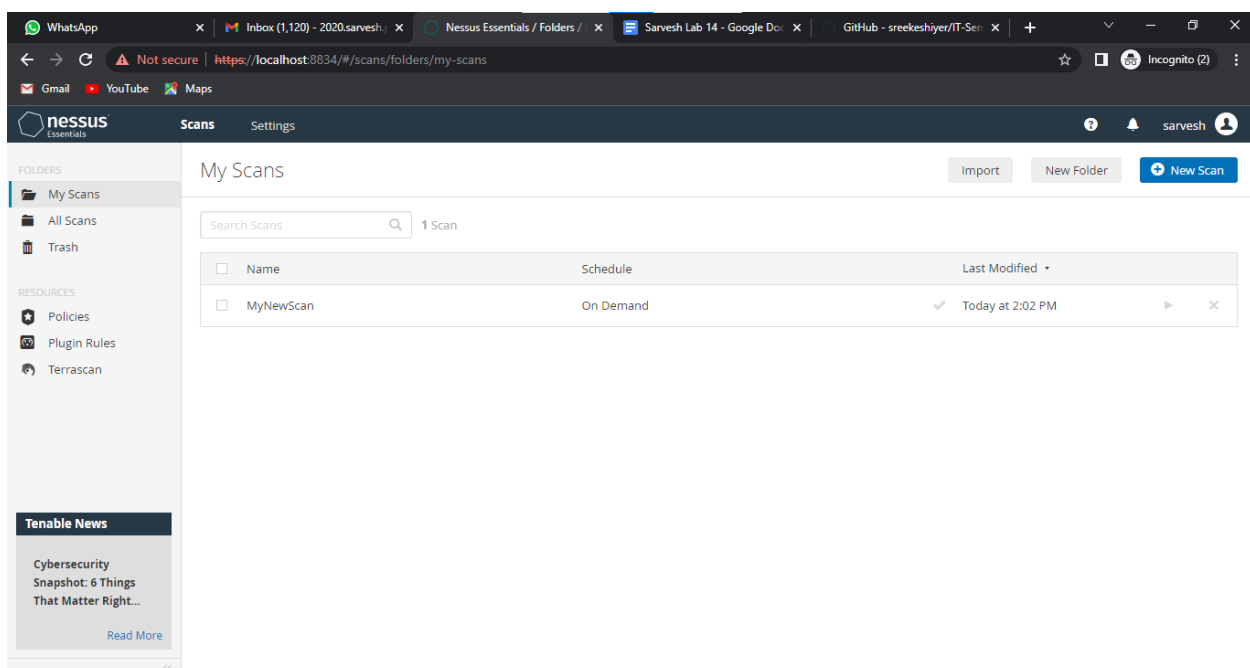 WhatsApp
Inbox (1,120) - 2020.sarvesh.
Nessus Essentials / Folders /
Sarvesh Lab 14 - Google Doc
GitHub - sreekeshiyer/IT-Sen
Not secure https://localhost:8834/#/scans/folders/my-scans
Incognito (2)
Gmail YouTube Maps
nessus
Essentials
Scans Settings
sarvesh
FOLDERS
My Scans
All Scans
Trash
RESOURCES
Policies
Plugin Rules
Terrascan
Tenable News
Cybersecurity
Snapshot: 6 Things
That Matter Right...
Read More
My Scans
Import New Folder New Scan
Search Scans 1 Scan
Name Schedule Last Modified
MyNewScan On Demand Today at 2:02 PM